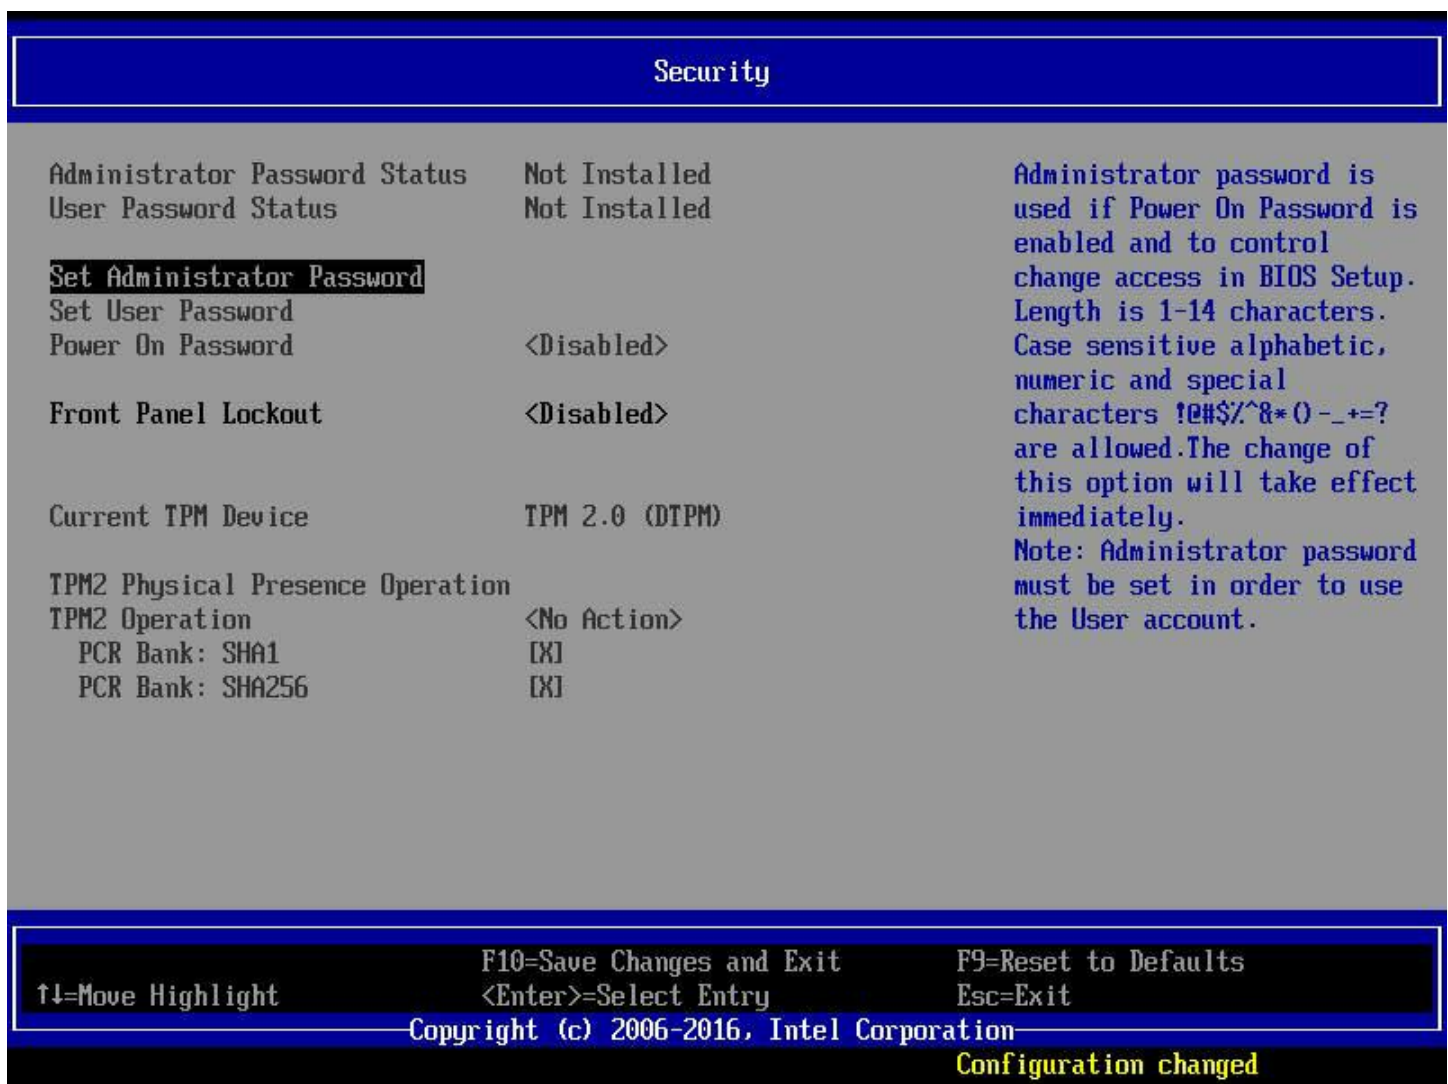 Security
Administrator Password Status Not Installed
User Password Status Not Installed
Set Administrator Password
Set User Password
Power On Password <Disabled>
Front Panel Lockout <Disabled>
Current TPM Device TPM 2.0 (DTPM)
TPM2 Physical Presence Operation
TPM2 Operation <No Action>
PCR Bank: SHA1 [X]
PCR Bank: SHA256 [X]
Administrator password is
used if Power On Password is
enabled and to control
change access in BIOS Setup.
Length is 1-14 characters.
Case sensitive alphabetic,
numeric and special
characters !@#$%^&*()-_+=?
are allowed.The change of
this option will take effect
immediately.
Note: Administrator password
must be set in order to use
the User account.
F10=Save Changes and Exit F9=Reset to Defaults
↑↓=Move Highlight <Enter>=Select Entry Esc=Exit
Copyright (c) 2006-2016, Intel Corporation
Configuration changed